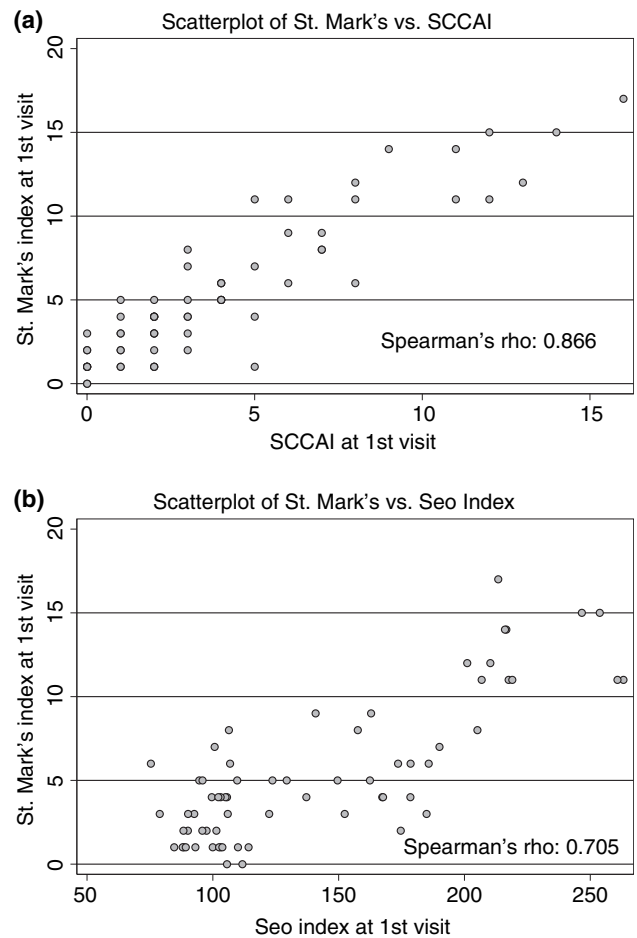 (a)
Scatterplot of St. Mark's vs. SCCAI
St. Mark's index at 1st visit
20
15
10
5
0
Spearman's rho: 0.866
0 5 10 15
SCCAI at 1st visit
(b)
Scatterplot of St. Mark's vs. Seo Index
St. Mark's index at 1st visit
20
15
10
5
0
Spearman's rho: 0.705
50 100 150 200 250
Seo index at 1st visit